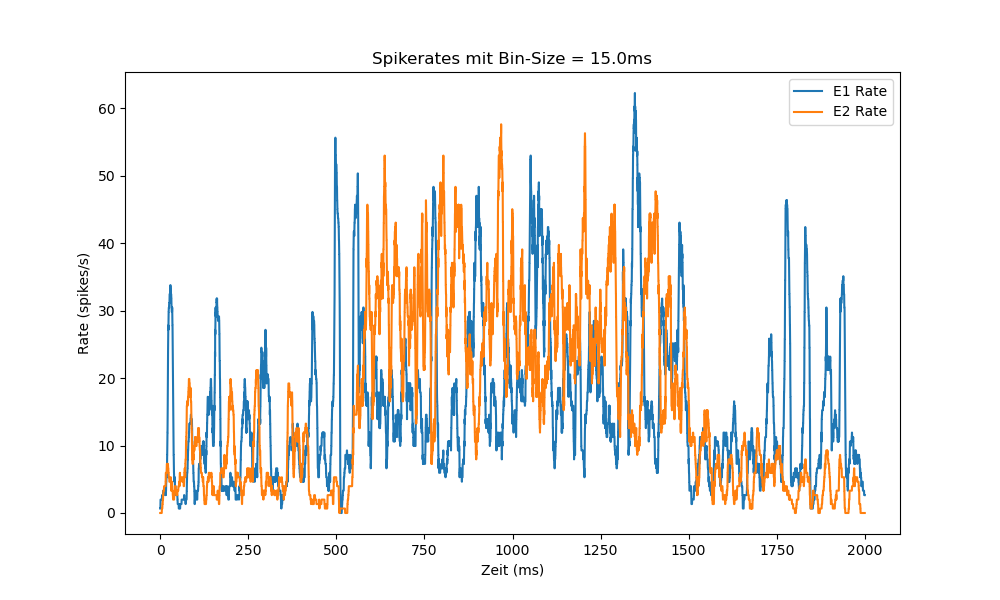 Spikerates mit Bin-Size = 15.0ms
E1 Rate
E2 Rate
Rate (spikes/s)
60
50
40
30
20
10
0
0 250 500 750 1000 1250 1500 1750 2000
Zeit (ms)